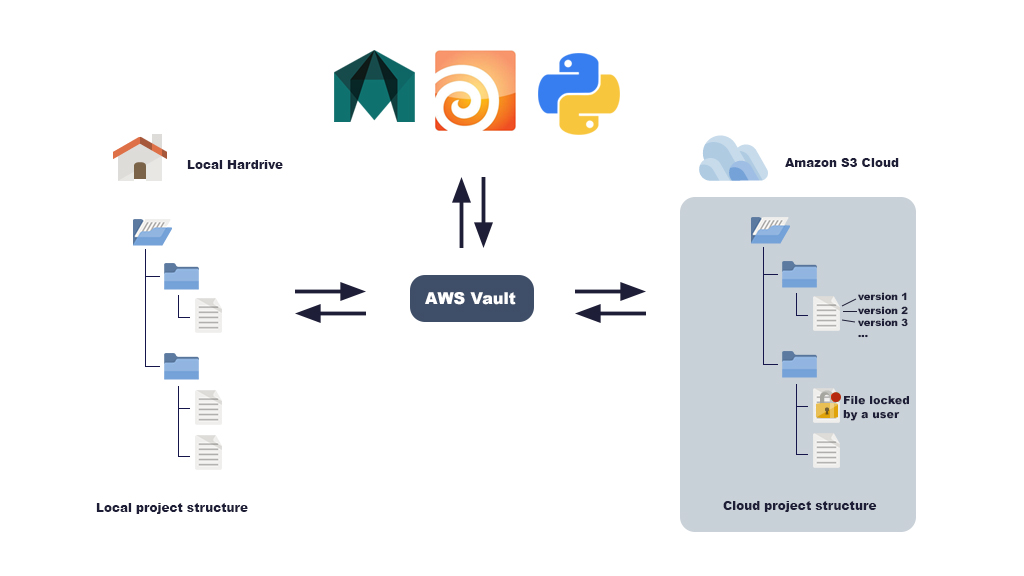 Local Hardrive
Amazon S3 Cloud
AWS Vault
version 1
version 2
version 3
...
File locked
by a user
Local project structure
Cloud project structure